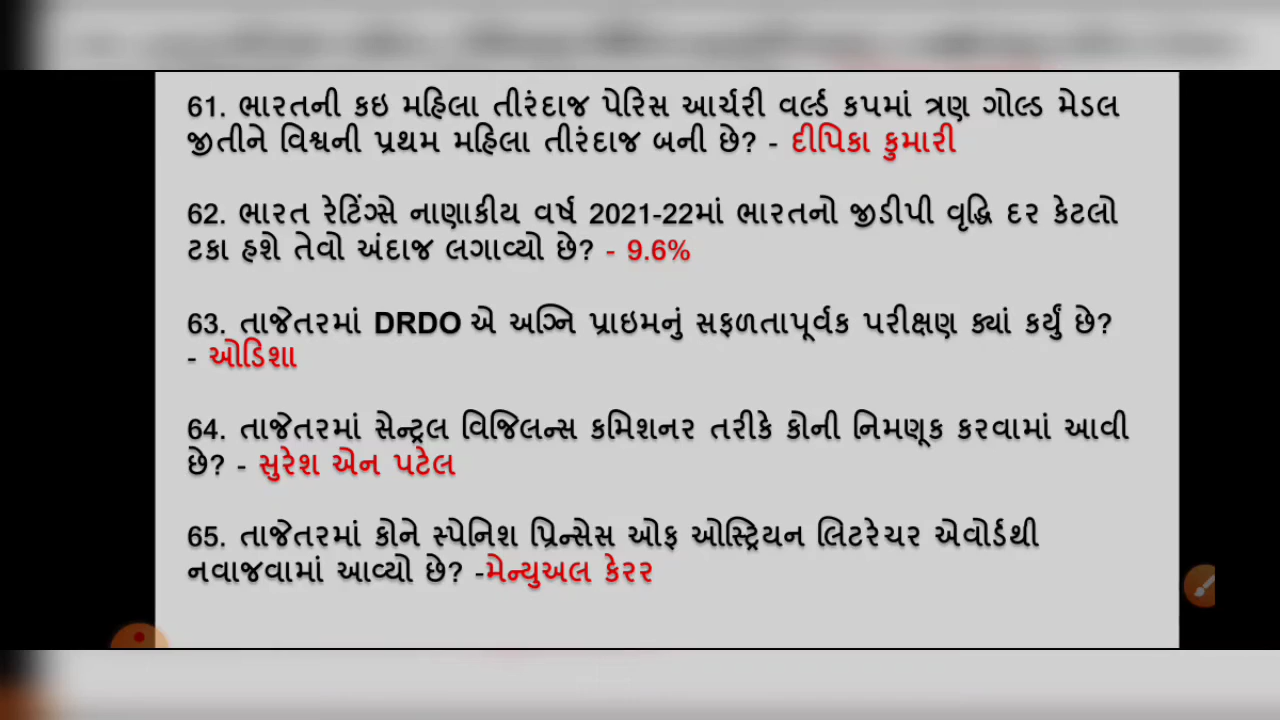 61. ભારતની કઇ મહિલા તીરંદાજ પેરિસ આર્ચરી વર્લ્ડ કપમાં ત્રણ ગોલ્ડ મેડલ
જીતીને વિશ્વની પ્રથમ મહિલા તીરંદાજ બની છે? - દીપિકા કુમારી
62. ભારત રેટિંગ્સે નાણાકીય વર્ષ 2021-22માં ભારતનો જીડીપી વૃદ્ધિ દર કેટલો
ટકા હશે તેવો અંદાજ લગાવ્યો છે? - 9.6%
63. તાજેતરમાં DRDO એ અગ્નિ પ્રાઇમનું સફળતાપૂર્વક પરીક્ષણ ક્યાં કર્યું છે?
- ઓડિશા
64. તાજેતરમાં સેન્ટ્રલ વિજિલન્સ કમિશનર તરીકે કોની નિમણૂક કરવામાં આવી
છે? - સુરેશ એન પટેલ
65. તાજેતરમાં કોને સ્પેનિશ પ્રિન્સેસ ઓફ ઓસ્ટ્રિયન લિટરેચર એવોર્ડથી
નવાજવામાં આવ્યો છે? -મેન્યુઅલ કેરર